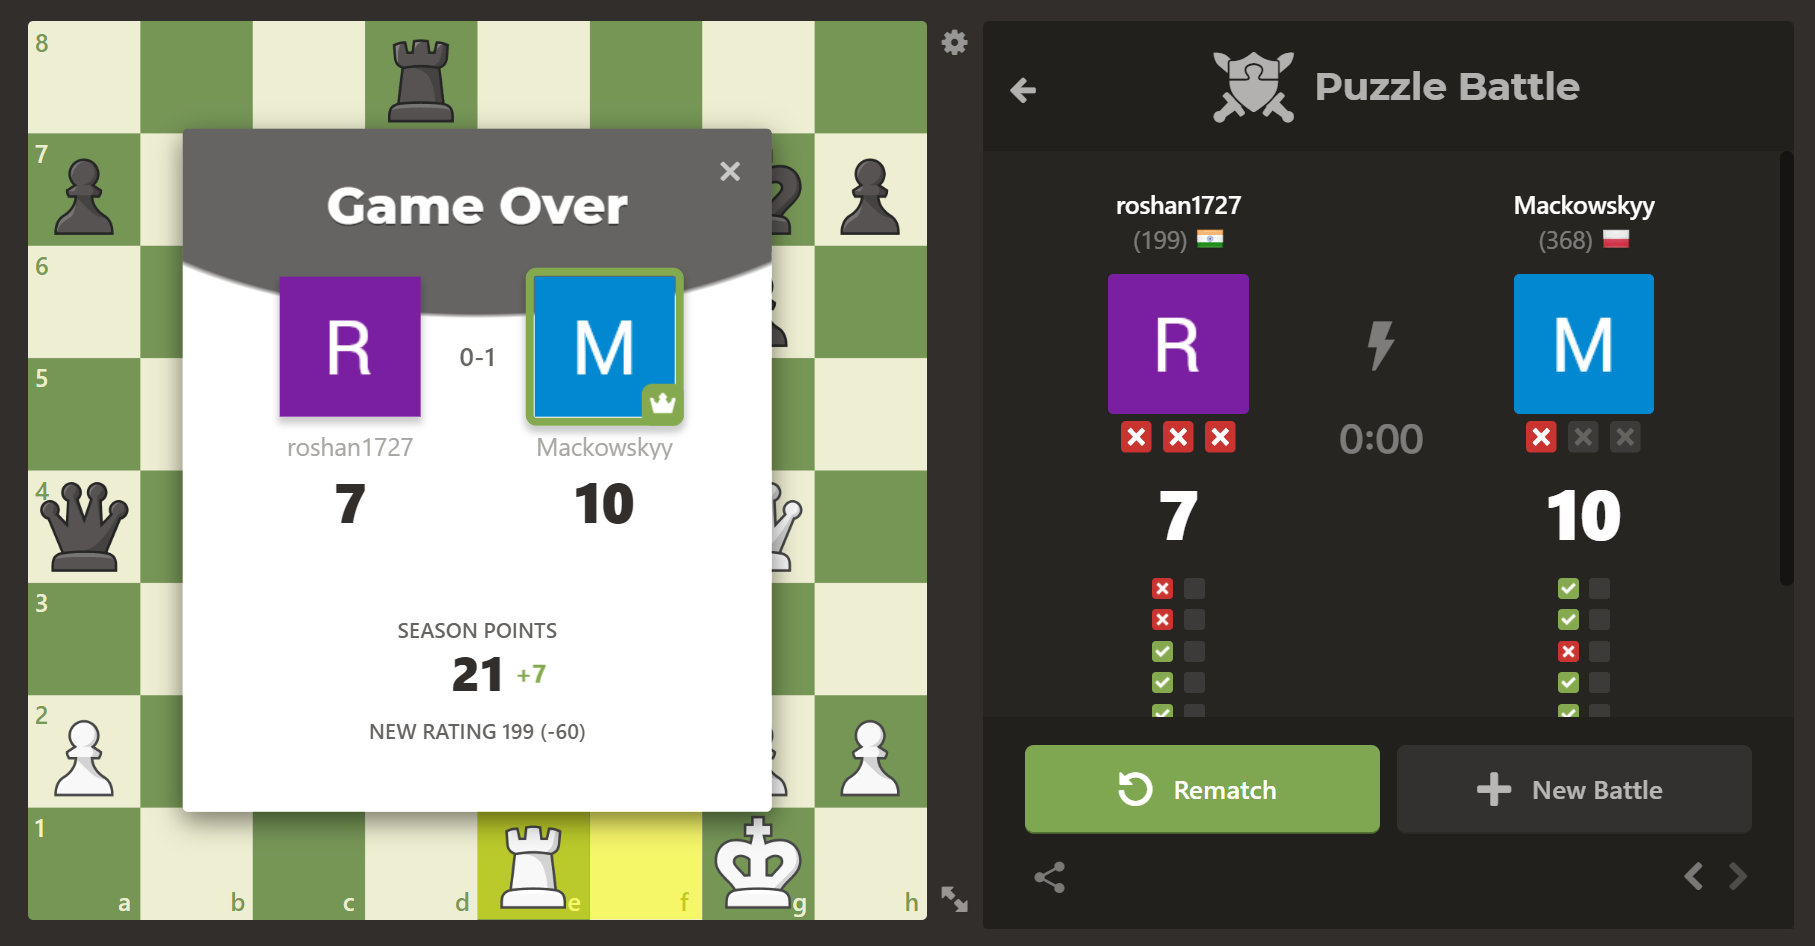 8
7
6
5
4
3
2
1
a
b
c
d
e
f
g
h
Game Over
R
0-1
M
roshan1727
Mackowskyy
7
10
SEASON POINTS
21 +7
NEW RATING 199 (-60)
Puzzle Battle
roshan1727
(199)
Mackowskyy
(368)
R
M
0:00
7
10
Rematch
New Battle